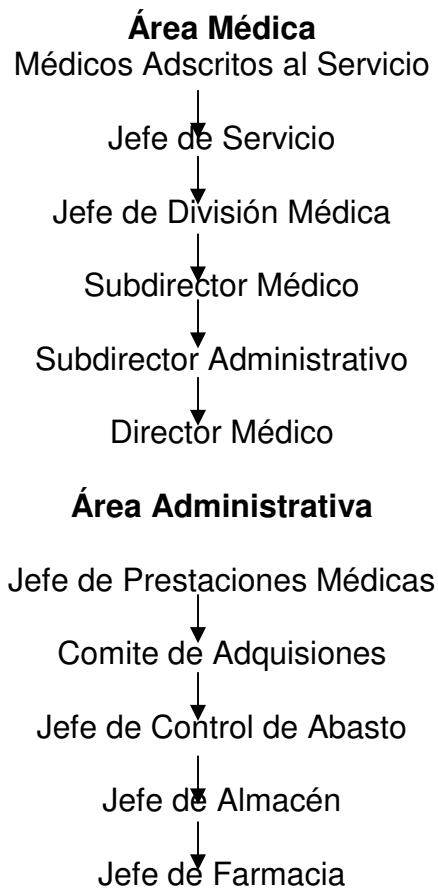 Área Médica
Médicos Adscritos al Servicio
Jefe de Servicio
Jefe de División Médica
Subdirector Médico
Subdirector Administrativo
Director Médico
Área Administrativa
Jefe de Prestaciones Médicas
Comite de Adquisiones
Jefe de Control de Abasto
Jefe de Almacén
Jefe de Farmacia